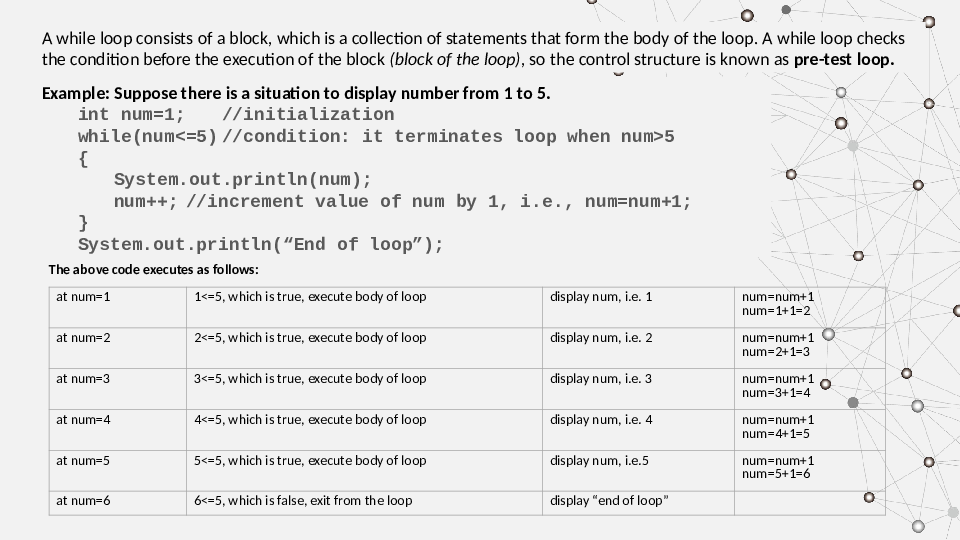 A while loop consists of a block, which is a collection of statements that form the body of the loop. A while loop checks
the condition before the execution of the block (block of the loop), so the control structure is known as pre-test loop.
Example: Suppose there is a situation to display number from 1 to 5.
int num=1; //initialization
while(num<=5) //condition: it terminates loop when num>5
{
System.out.println(num);
num++; //increment value of num by 1, i.e., num=num+1;
}
System.out.println(“End of loop”);
The above code executes as follows:
at num=1 1<=5, which is true, execute body of loop display num, i.e. 1 num=num+1
num=1+1=2
at num=2 2<=5, which is true, execute body of loop display num, i.e. 2 num=num+1
num=2+1=3
at num=3 3<=5, which is true, execute body of loop display num, i.e. 3 num=num+1
num=3+1=4
at num=4 4<=5, which is true, execute body of loop display num, i.e. 4 num=num+1
num=4+1=5
at num=5 5<=5, which is true, execute body of loop display num, i.e.5 num=num+1
num=5+1=6
at num=6 6<=5, which is false, exit from the loop display “end of loop”